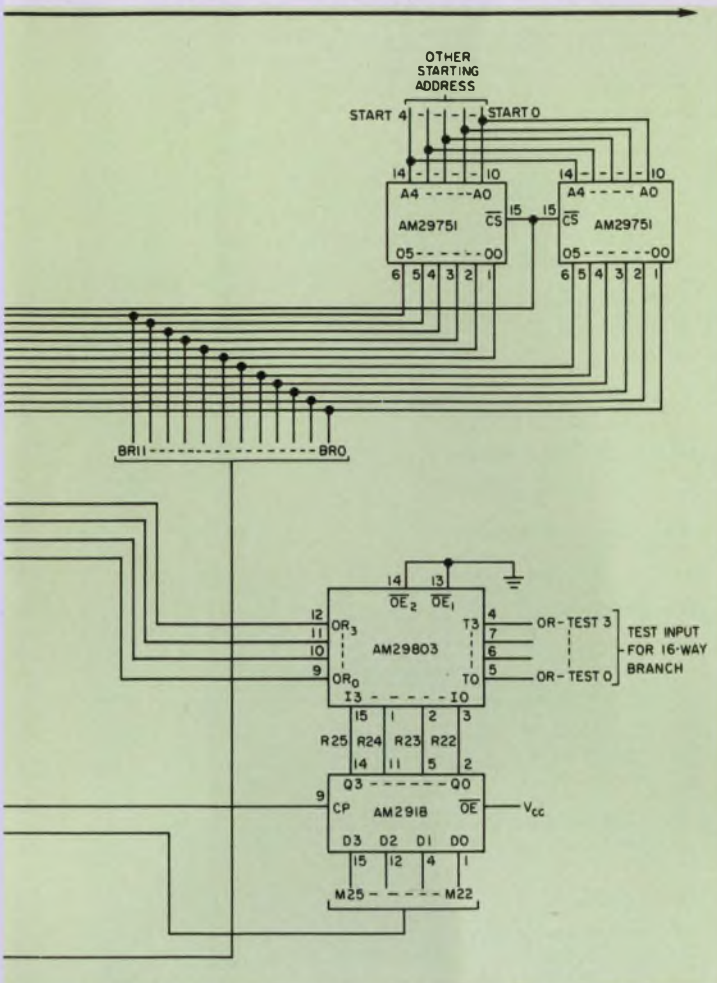 OTHER
STARTING
ADDRESS
START 4 - - - - START 0
14 - - - - 10 14 - - - - 10
A4 - - - - - A0 A4 - - - - A0
CS 15 15 CS
AM29751 AM29751
O5 - - - - - - O0 O5 - - - - - - O0
6 5 4 3 2 1 6 5 4 3 2 1
BR11 - - - - - - - - - - - - - - BR0
14 13
OE2 OE1
12 OR3 T3 4 OR-TEST 3
11 7
AM29803
10 6
9 OR0 T0 5 OR-TEST 0
TEST INPUT
FOR 16-WAY
BRANCH
I3 - - - - - I0
15 1 2 3
R25 R24 R23 R22
14 11 5 2
Q3 - - - - - - - Q0
9 CP AM2918 OE VCC
D3 D2 D1 D0
15 12 4 1
M25 - - - - - - M22